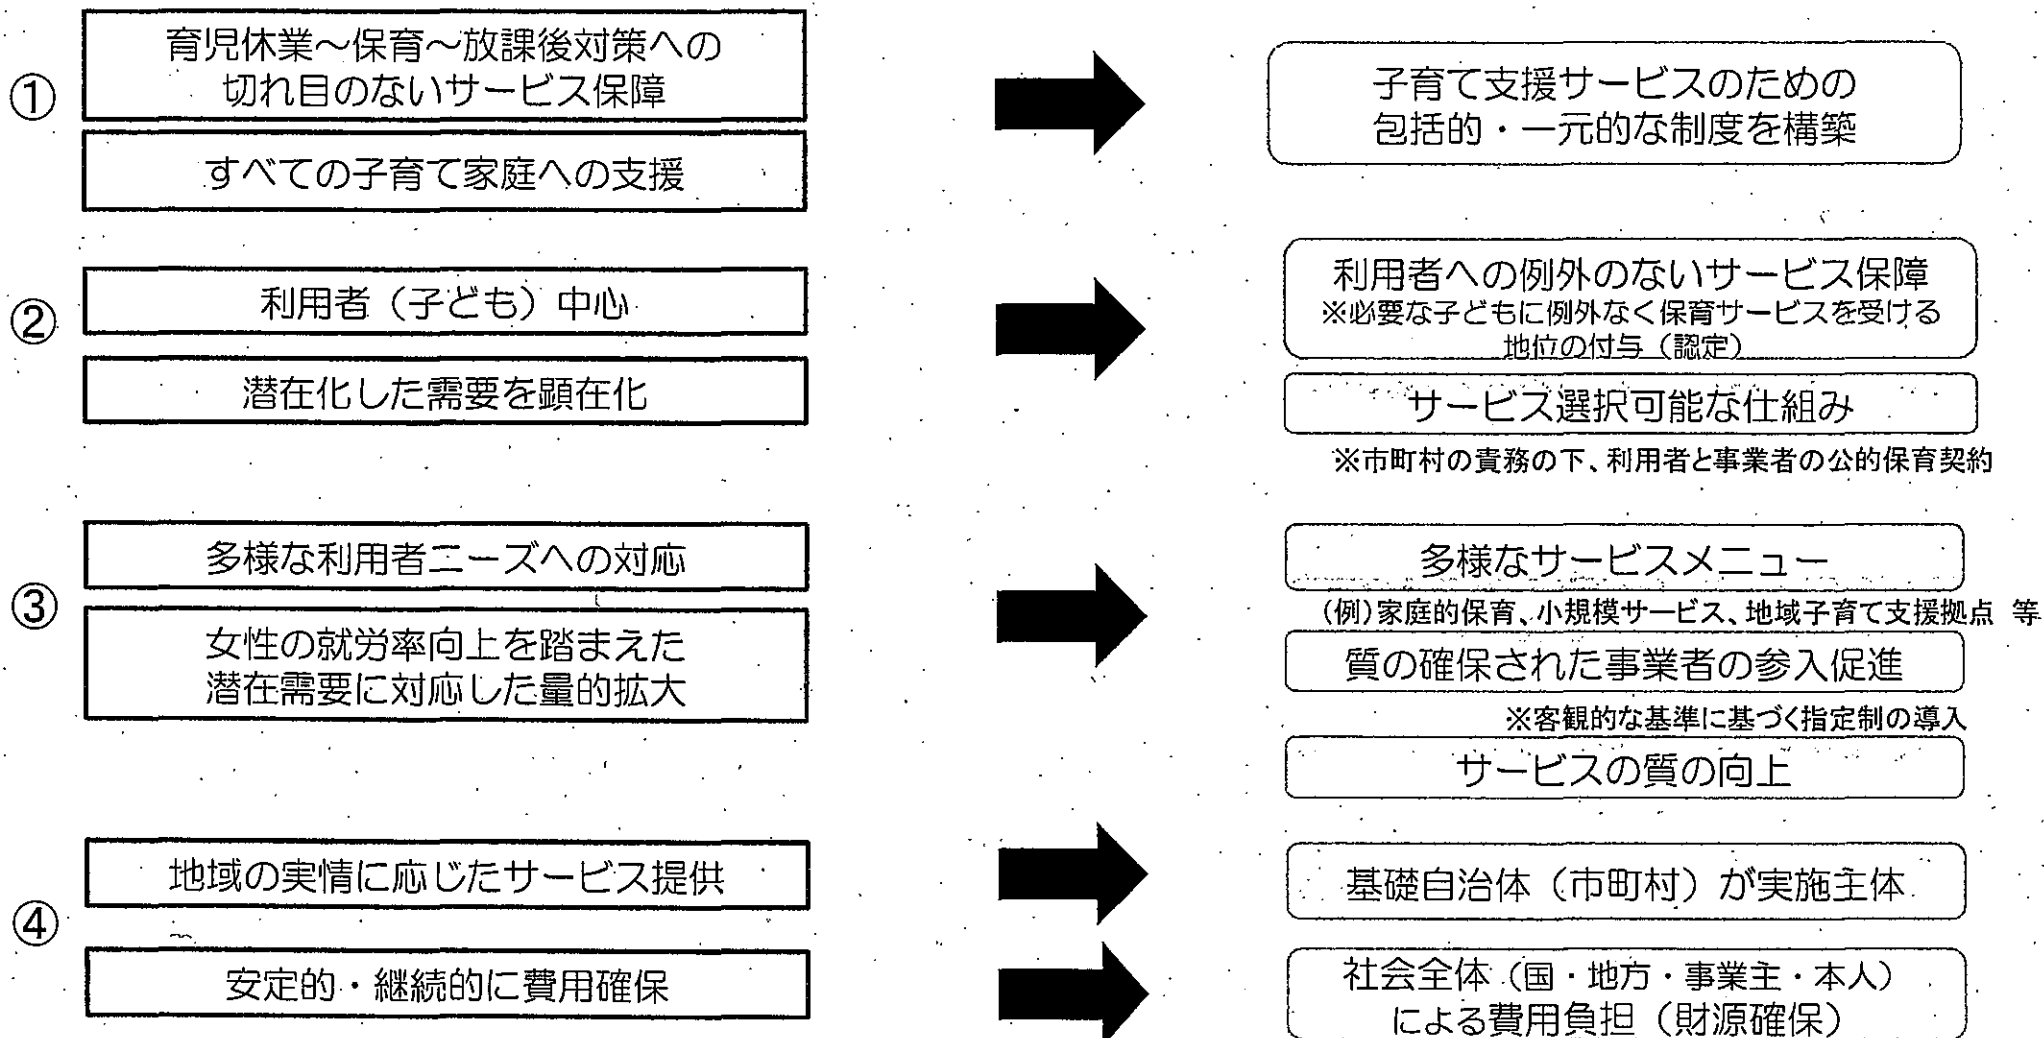 ①
育児休業～保育～放課後対策への
切れ目のないサービス保障
すべての子育て家庭への支援
子育て支援サービスのための
包括的・一元的な制度を構築
②
利用者（子ども）中心
潜在化した需要を顕在化
利用者への例外のないサービス保障
※必要な子どもに例外なく保育サービスを受ける
地位の付与（認定）
サービス選択可能な仕組み
※市町村の責務の下、利用者と事業者の公的保育契約
③
多様な利用者ニーズへの対応
女性の就労率向上を踏まえた
潜在需要に対応した量的拡大
多様なサービスメニュー
（例）家庭的保育、小規模サービス、地域子育て支援拠点 等
質の確保された事業者の参入促進
※客観的な基準に基づく指定制の導入
サービスの質の向上
④
地域の実情に応じたサービス提供
基礎自治体（市町村）が実施主体
安定的・継続的に費用確保
社会全体（国・地方・事業主・本人）
による費用負担（財源確保）